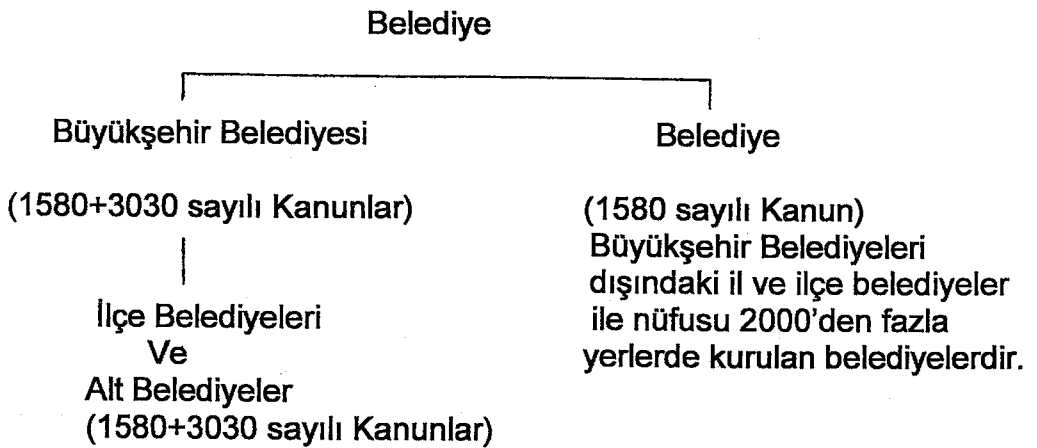 Belediye
Büyükşehir Belediyesi
(1580+3030 sayılı Kanunlar)
İlçe Belediyeleri
Ve
Alt Belediyeler
(1580+3030 sayılı Kanunlar)
Belediye
(1580 sayılı Kanun)
Büyükşehir Belediyeleri
dışındaki il ve ilçe belediyeler
ile nüfusu 2000'den fazla
yerlerde kurulan belediyelerdir.